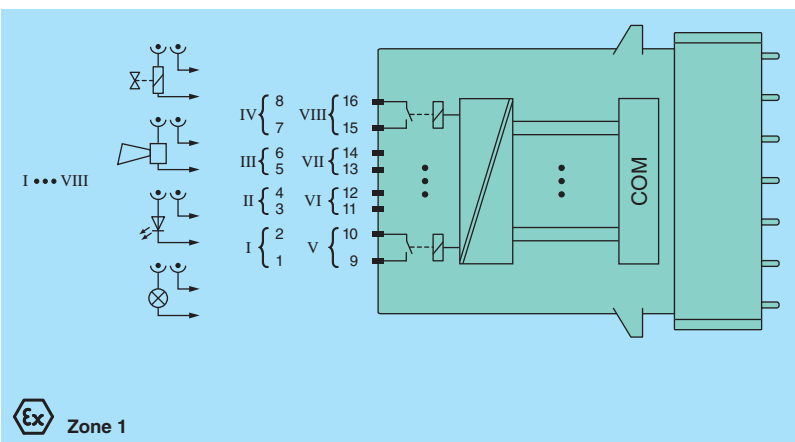 I ••• VIII
IV { 8 VIII { 16
7 15
III { 6 VII { 14
5 13
II { 4 VI { 12
3 11
I { 2 V { 10
1 9
COM
Ex Zone 1